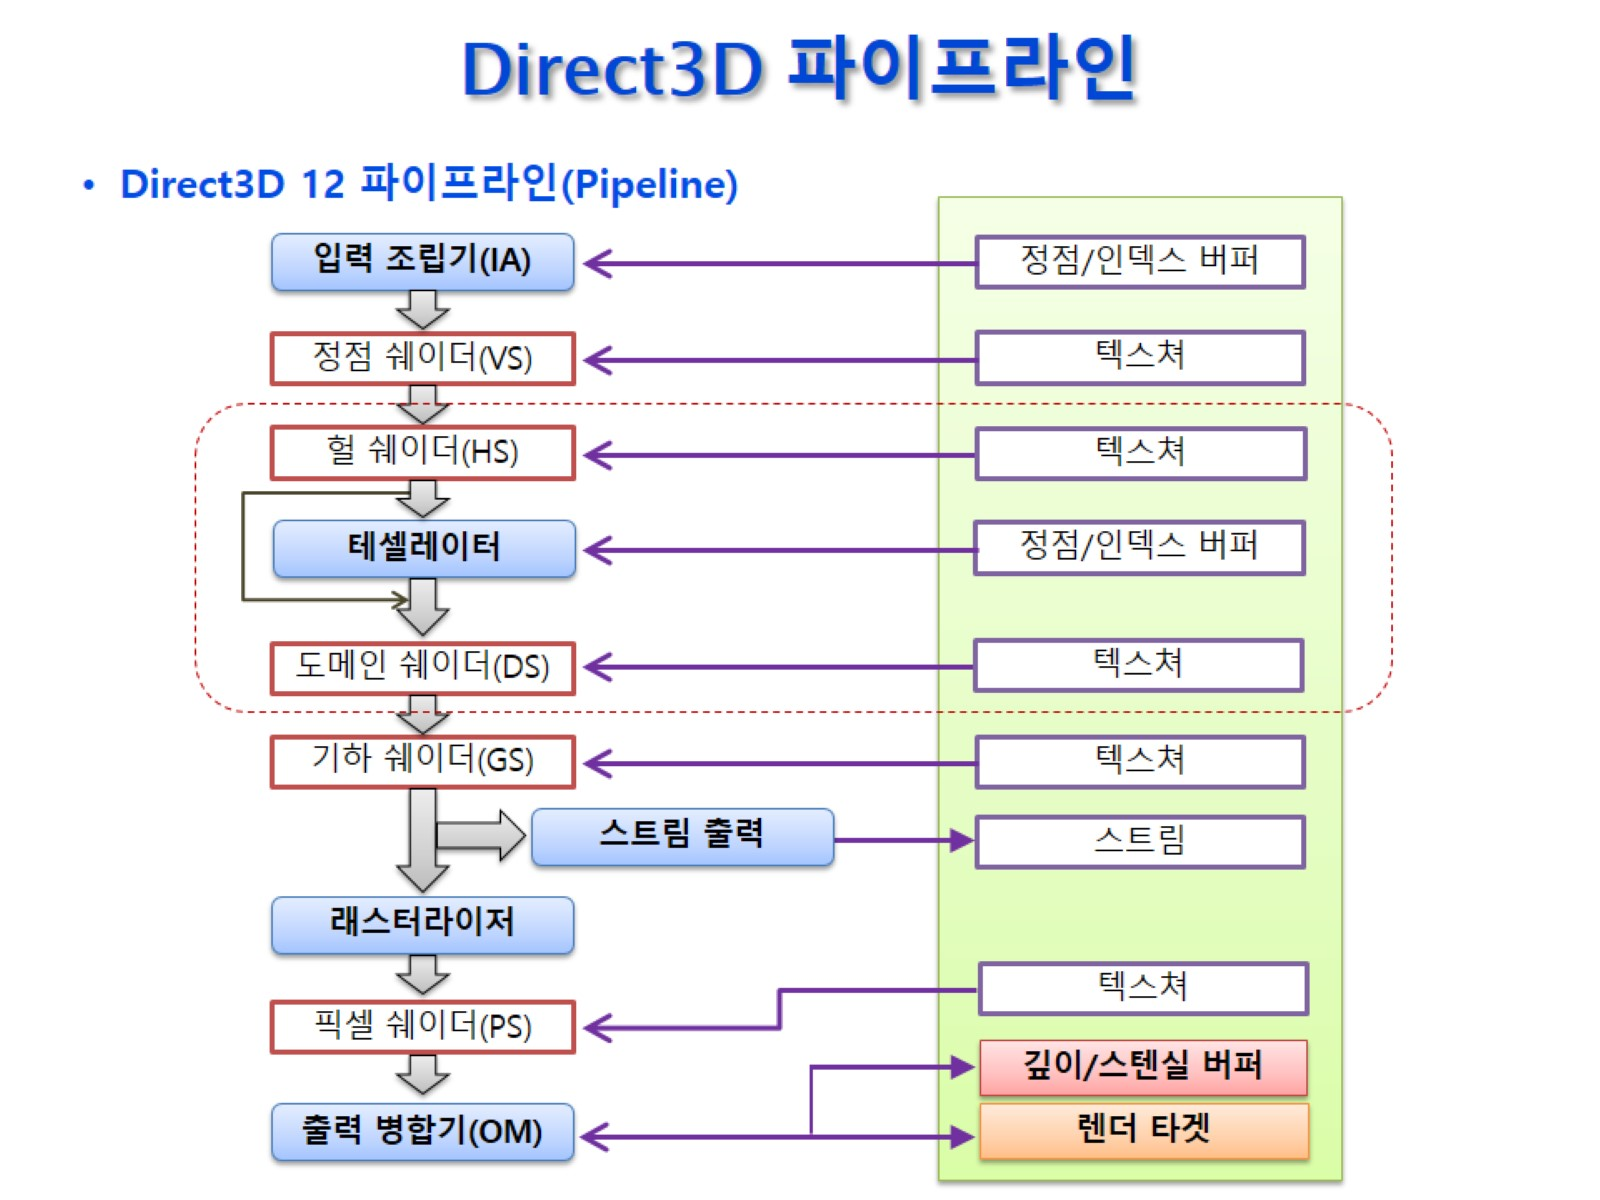 Direct3D 파이프라인
• Direct3D 12 파이프라인(Pipeline)
입력 조립기(IA)
정점/인덱스 버퍼
정점 쉐이더(VS)
텍스쳐
헐 쉐이더(HS)
텍스쳐
테셀레이터
정점/인덱스 버퍼
도메인 쉐이더(DS)
텍스쳐
기하 쉐이더(GS)
텍스쳐
스트림 출력
스트림
래스터라이저
텍스쳐
픽셀 쉐이더(PS)
깊이/스텐실 버퍼
출력 병합기(OM)
렌더 타겟